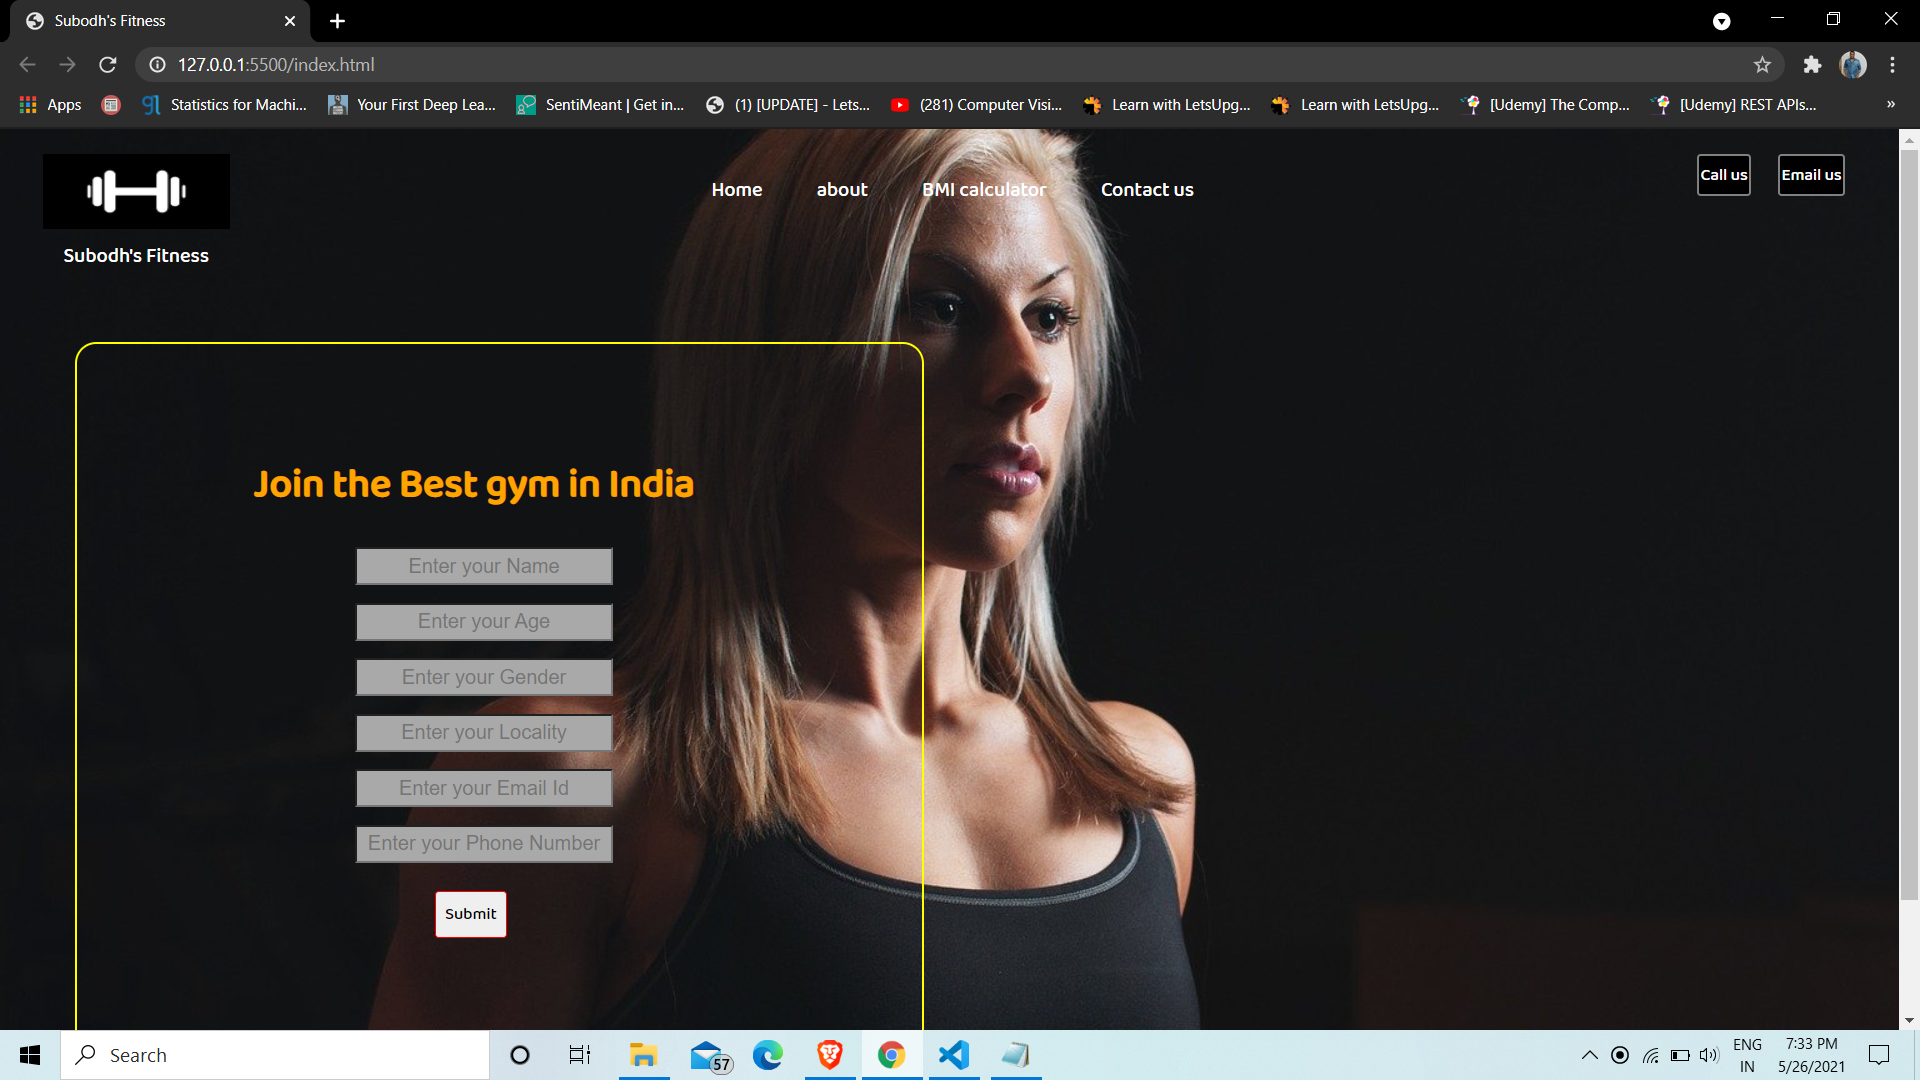 Subodh's Fitness
127.0.0.1:5500/index.html
Apps
Statistics for Machi...
Your First Deep Lea...
SentiMeant | Get in...
(1) [UPDATE] - Lets...
(281) Computer Visi...
Learn with LetsUpg...
Learn with LetsUpg...
[Udemy] The Comp...
[Udemy] REST APIs...
»
Home
about
BMI calculator
Contact us
Call us
Email us
Subodh's Fitness
Join the Best gym in India
Enter your Name
Enter your Age
Enter your Gender
Enter your Locality
Enter your Email Id
Enter your Phone Number
Submit
Search
57
ENG
IN
7:33 PM
5/26/2021